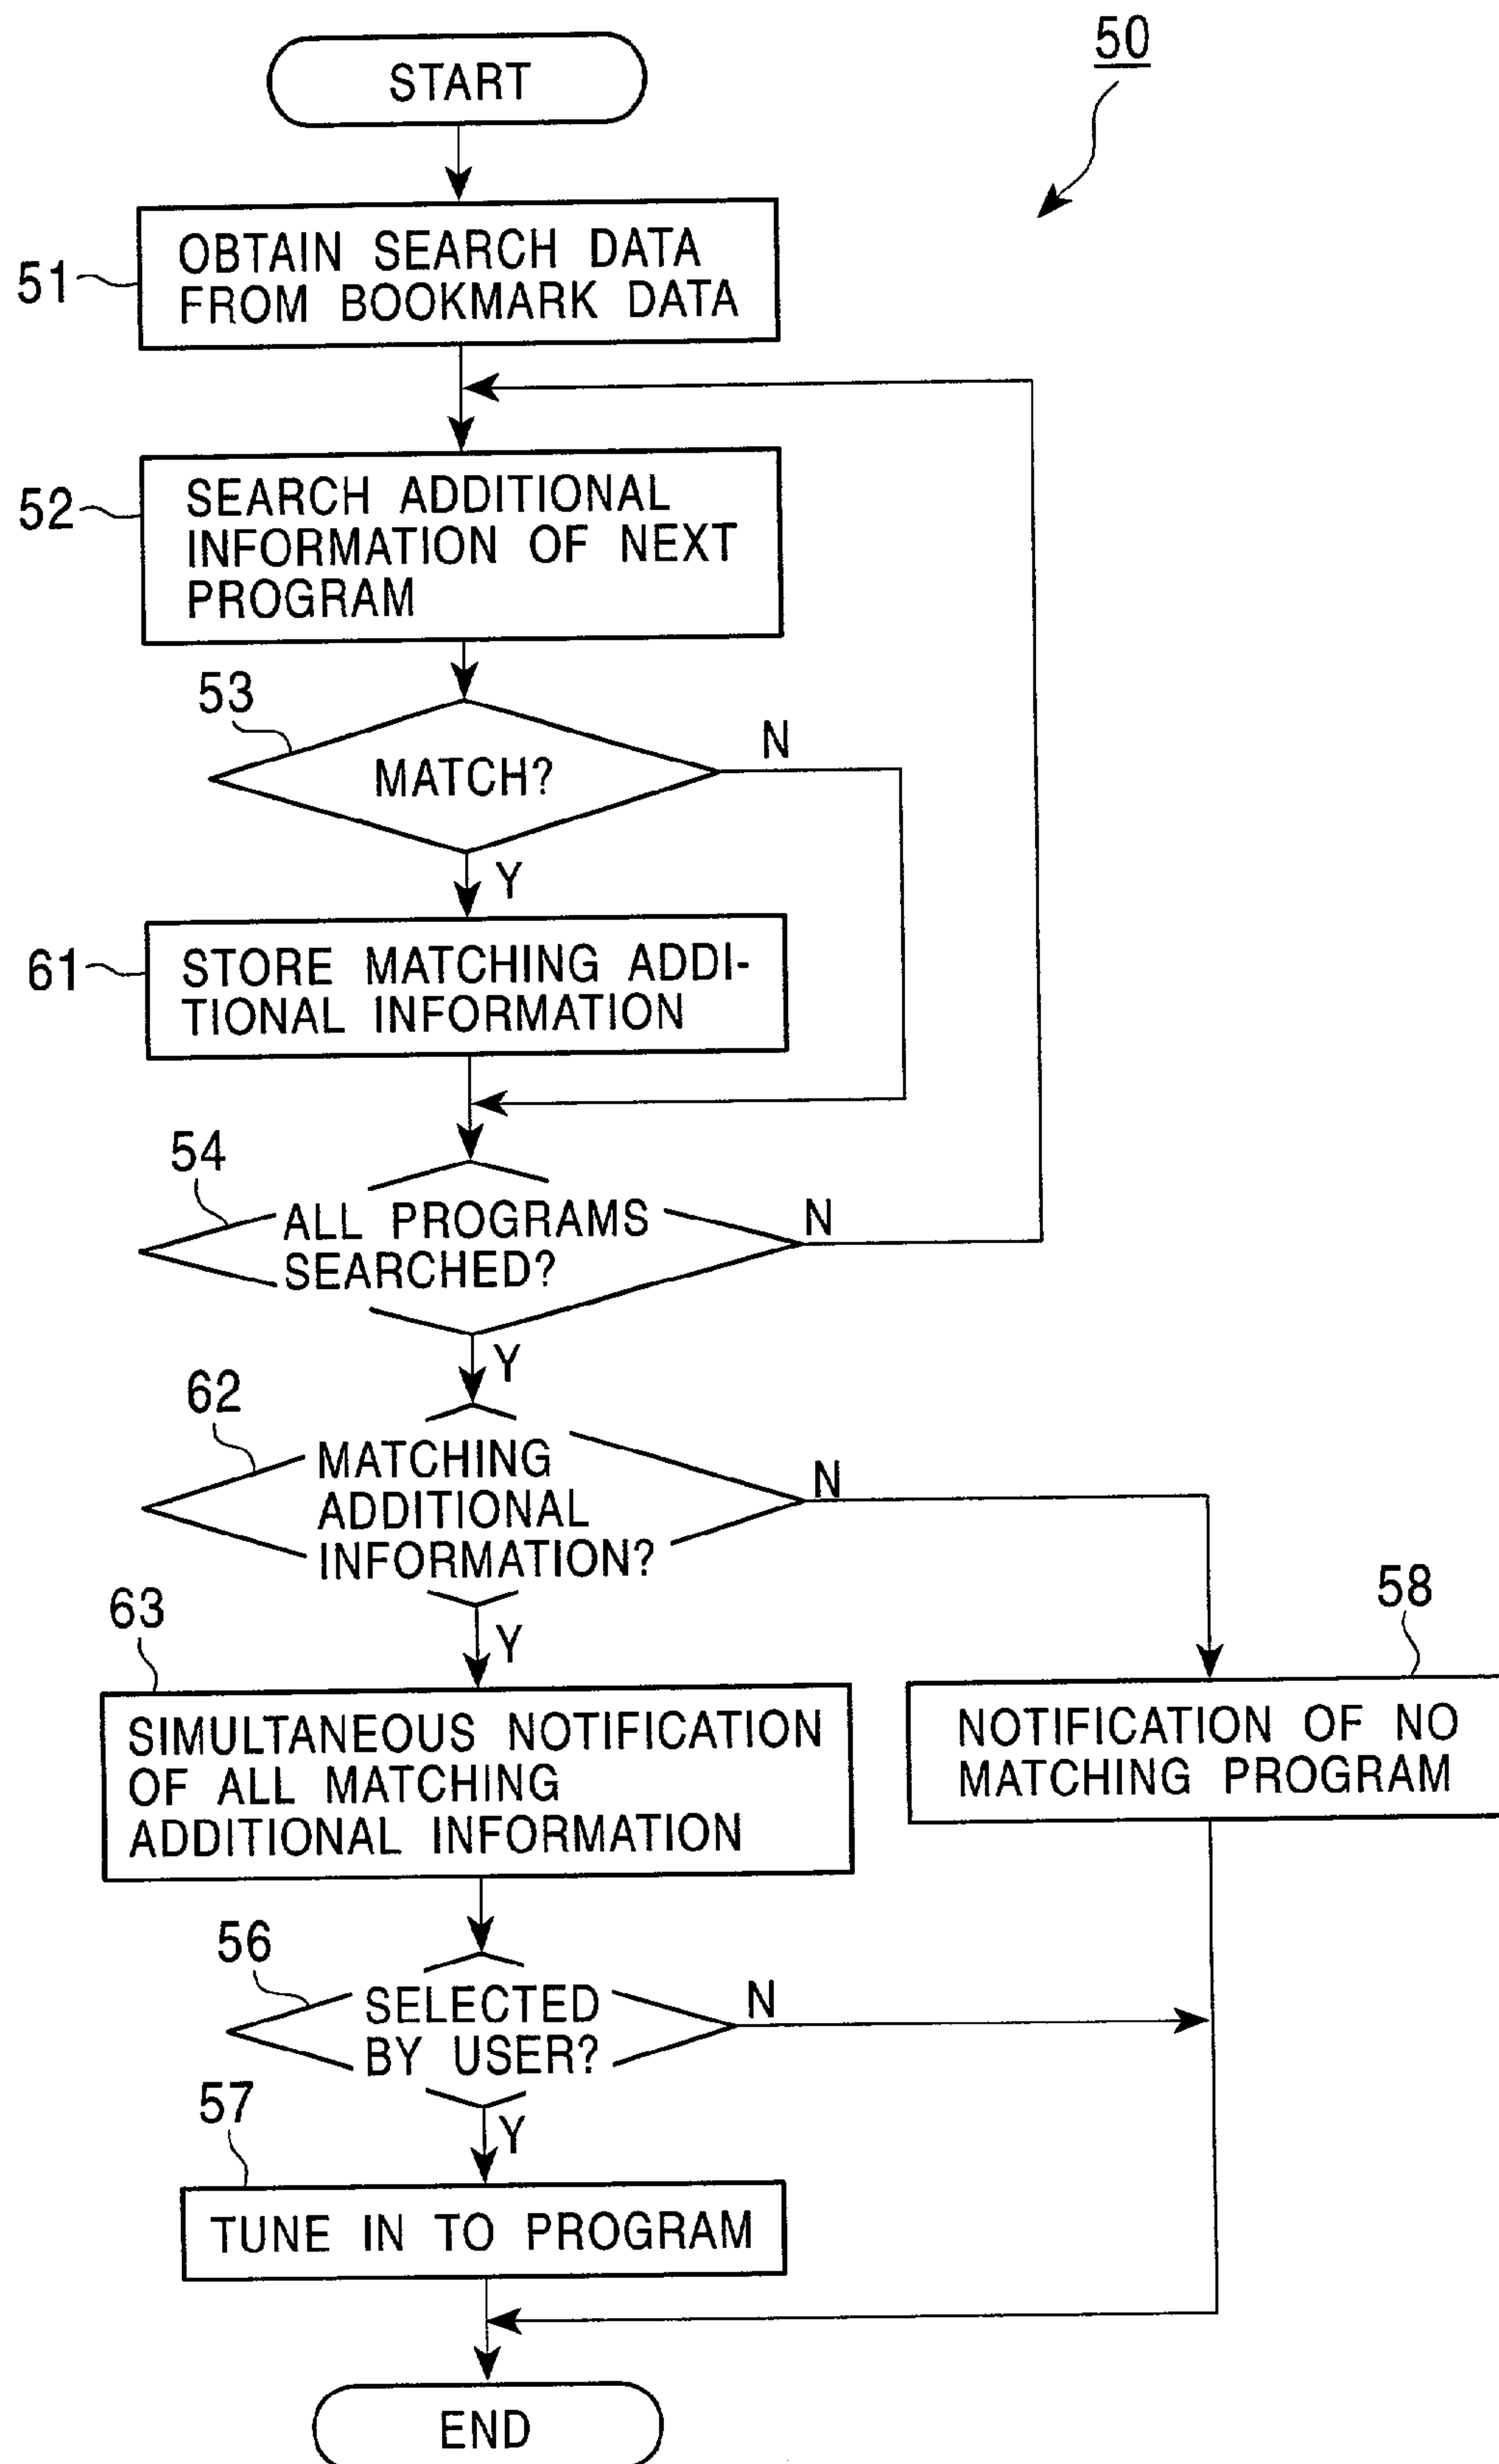 50
START
51
OBTAIN SEARCH DATA
FROM BOOKMARK DATA
52
SEARCH ADDITIONAL
INFORMATION OF NEXT
PROGRAM
53
MATCH?
N
Y
61
STORE MATCHING ADDI-
TIONAL INFORMATION
54
ALL PROGRAMS
SEARCHED?
N
Y
62
MATCHING
ADDITIONAL
INFORMATION?
N
Y
63
SIMULTANEOUS NOTIFICATION
OF ALL MATCHING
ADDITIONAL INFORMATION
58
NOTIFICATION OF NO
MATCHING PROGRAM
56
SELECTED
BY USER?
N
Y
57
TUNE IN TO PROGRAM
END